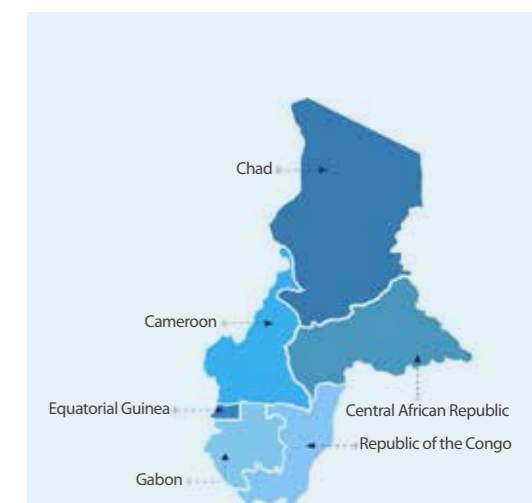 Chad
Cameroon
Equatorial Guinea
Central African Republic
Republic of the Congo
Gabon